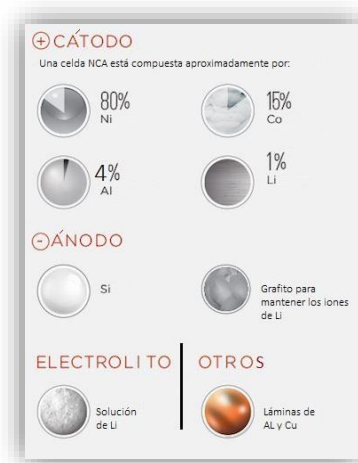 ⊕CÁTODO
Una celda NCA está compuesta aproximadamente por:
80%
Ni
15%
Co
4%
Al
1%
Li
⊖ÁNODO
Si
Grafito para
mantener los iones
de Li
ELECTROLITO
OTROS
Solución
de Li
Láminas de
AL y Cu